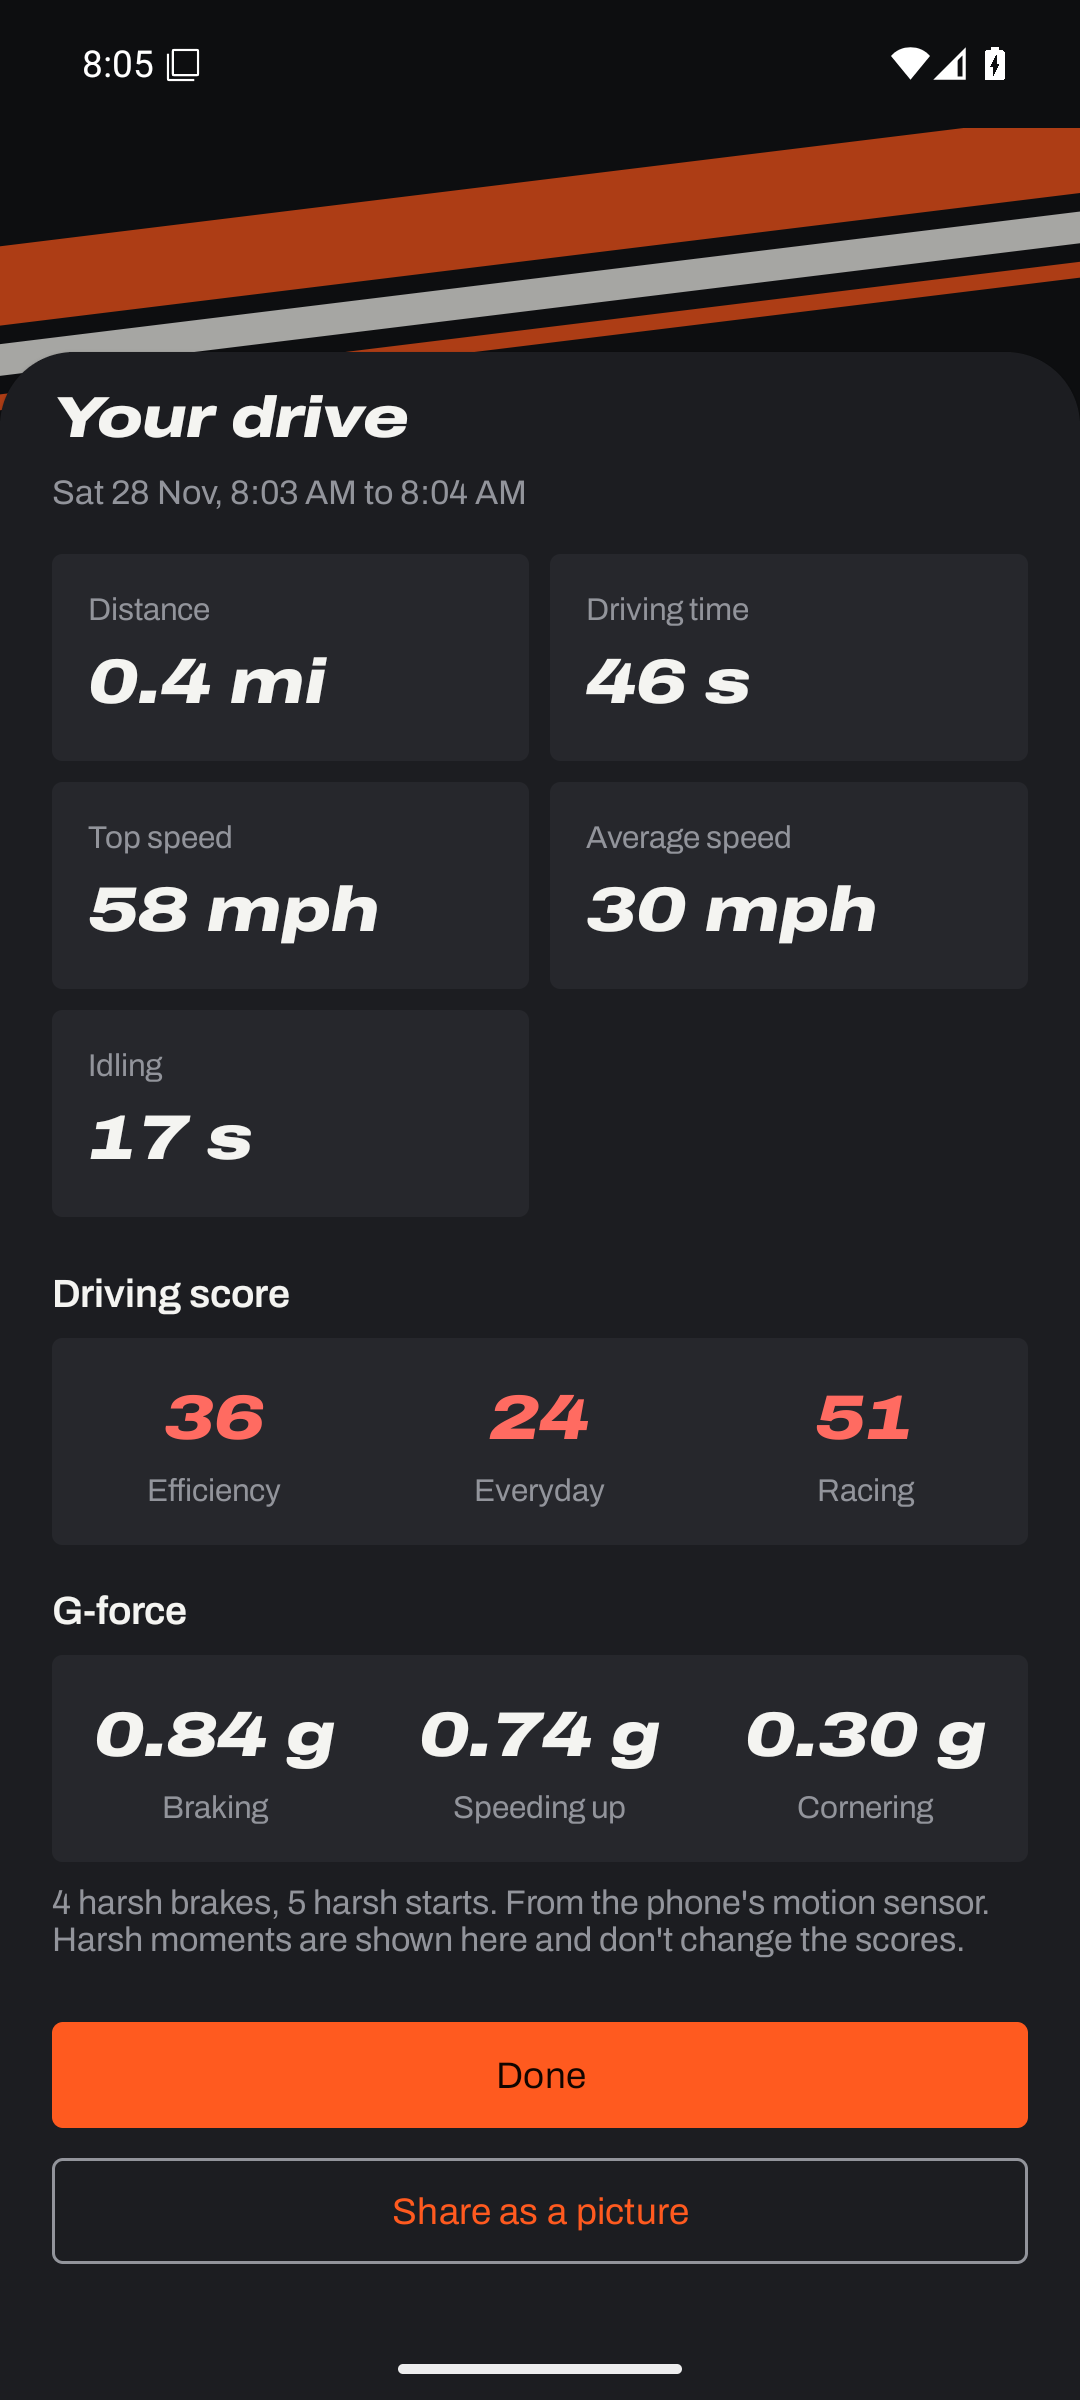 8:05
Your drive
Sat 28 Nov, 8:03 AM to 8:04 AM
Distance
0.4 mi
Driving time
46 s
Top speed
58 mph
Average speed
30 mph
Idling
17 s
Driving score
36
Efficiency
24
Everyday
51
Racing
G-force
0.84 g
Braking
0.74 g
Speeding up
0.30 g
Cornering
4 harsh brakes, 5 harsh starts. From the phone's motion sensor.
Harsh moments are shown here and don't change the scores.
Done
Share as a picture